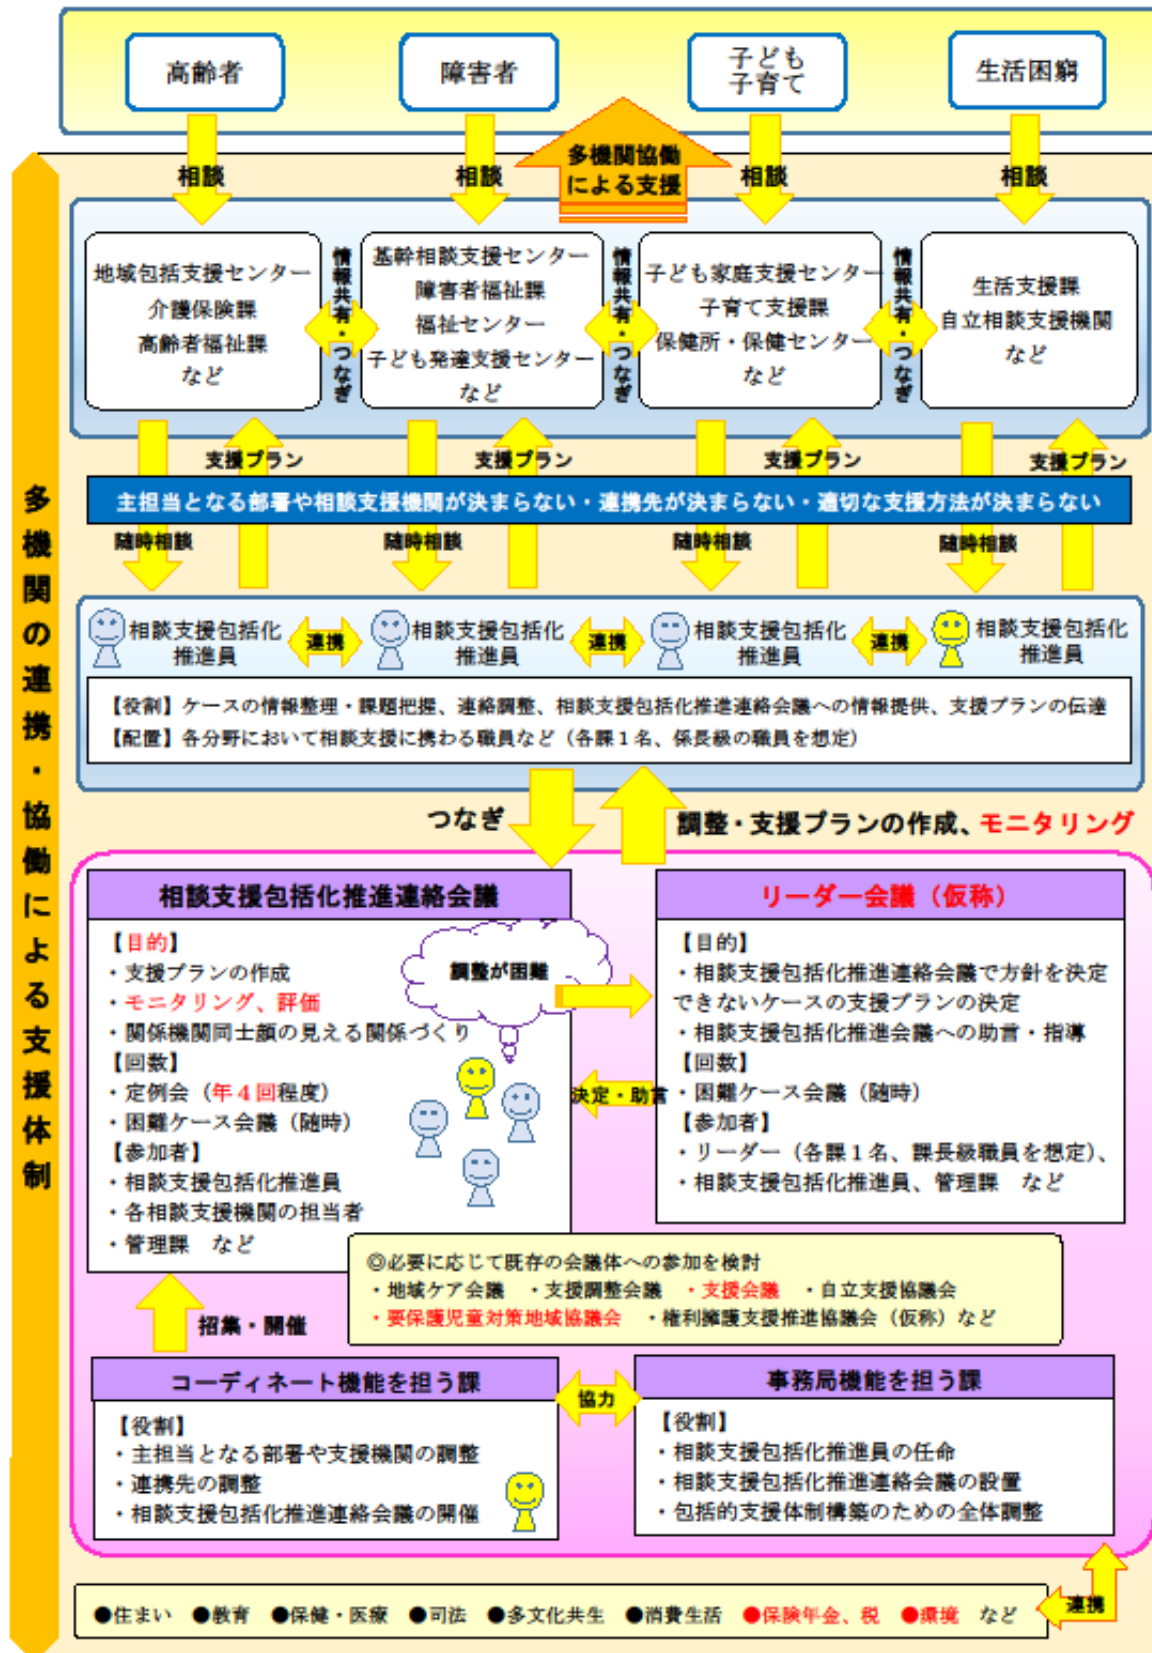 高齢者
障害者
子ども
子育て
生活困窮
多機関協働
による支援
相談
相談
相談
相談
地域包括支援センター
介護保険課
高齢者福祉課
など
情報共有・つなぎ
基幹相談支援センター
障害者福祉課
福祉センター
子ども発達支援センター
など
情報共有・つなぎ
子ども家庭支援センター
子育て支援課
保健所・保健センター
など
情報共有・つなぎ
生活支援課
自立相談支援機関
など
支援プラン
支援プラン
支援プラン
支援プラン
主担当となる部署や相談支援機関が決まらない・連携先が決まらない・適切な支援方法が決まらない
随時相談
随時相談
随時相談
随時相談
多機関の連携・協働による支援体制
相談支援包括化
推進員
連携
相談支援包括化
推進員
連携
相談支援包括化
推進員
連携
相談支援包括化
推進員
【役割】ケースの情報整理・課題把握、連絡調整、相談支援包括化推進連絡会議への情報提供、支援プランの伝達
【配置】各分野において相談支援に携わる職員など（各課１名、係長級の職員を想定）
つなぎ
調整・支援プランの作成、モニタリング
相談支援包括化推進連絡会議
【目的】
・支援プランの作成
・モニタリング、評価
・関係機関同士顔の見える関係づくり
【回数】
・定例会（年４回程度）
・困難ケース会議（随時）
【参加者】
・相談支援包括化推進員
・各相談支援機関の担当者
・管理課　など
調整が困難
決定・助言
リーダー会議（仮称）
【目的】
・相談支援包括化推進連絡会議で方針を決定
できないケースの支援プランの決定
・相談支援包括化推進会議への助言・指導
【回数】
・困難ケース会議（随時）
【参加者】
・リーダー（各課１名、課長級職員を想定）、
・相談支援包括化推進員、管理課　など
◎必要に応じて既存の会議体への参加を検討
・地域ケア会議　・支援調整会議　・支援会議　・自立支援協議会
・要保護児童対策地域協議会　・権利擁護支援推進協議会（仮称）など
招集・開催
コーディネート機能を担う課
【役割】
・主担当となる部署や支援機関の調整
・連携先の調整
・相談支援包括化推進連絡会議の開催
協力
事務局機能を担う課
【役割】
・相談支援包括化推進員の任命
・相談支援包括化推進連絡会議の設置
・包括的支援体制構築のための全体調整
●住まい　●教育　●保健・医療　●司法　●多文化共生　●消費生活　●保険年金、税　●環境　など
連携